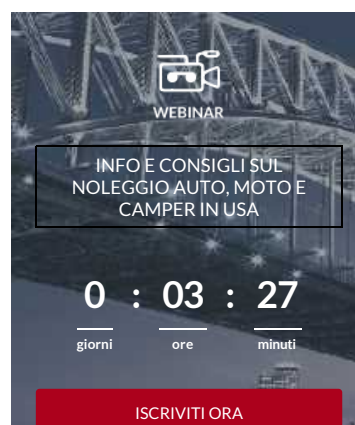 WEBINAR
INFO E CONSIGLI SUL
NOLEGGIO AUTO, MOTO E
CAMPER IN USA
0 : 03 : 27
giorni ore minuti
ISCRIVITI ORA